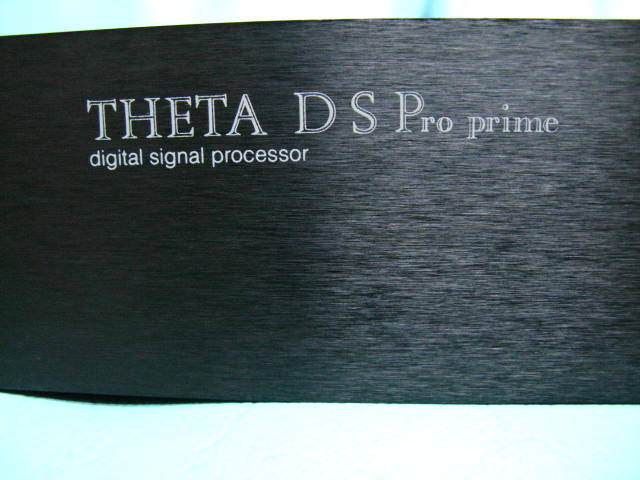 THETA DS Pro prime
digital signal processor